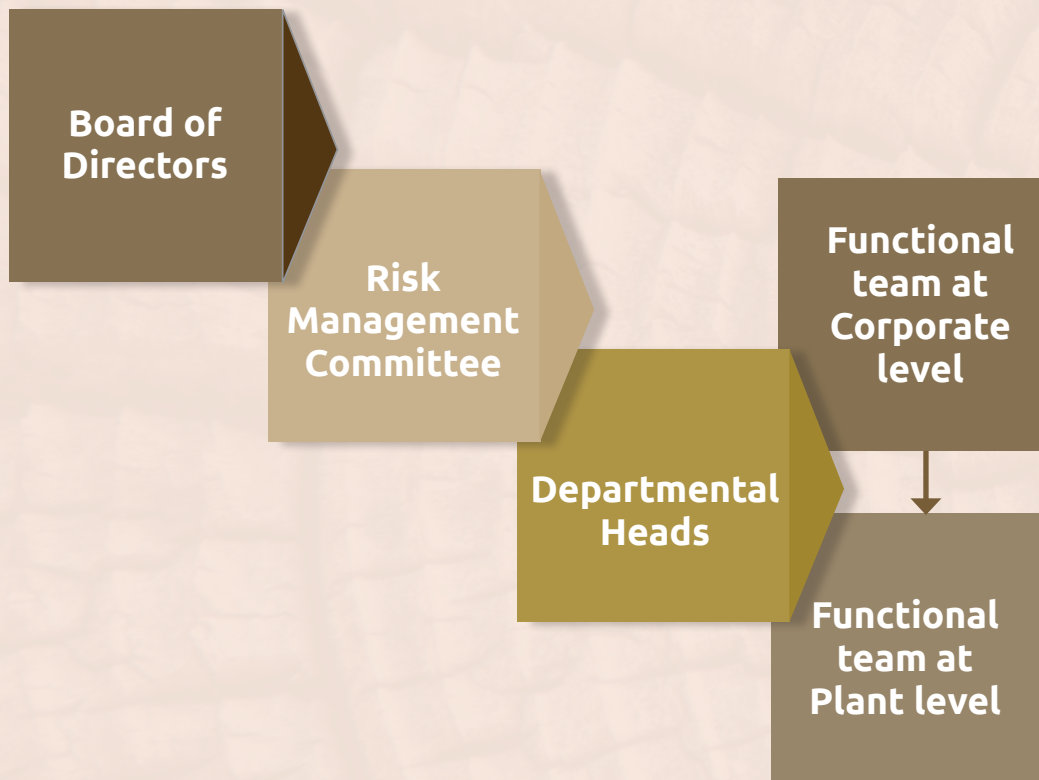 Board of
Directors
Risk
Management
Committee
Departmental
Heads
Functional
team at
Corporate
level
Functional
team at
Plant level